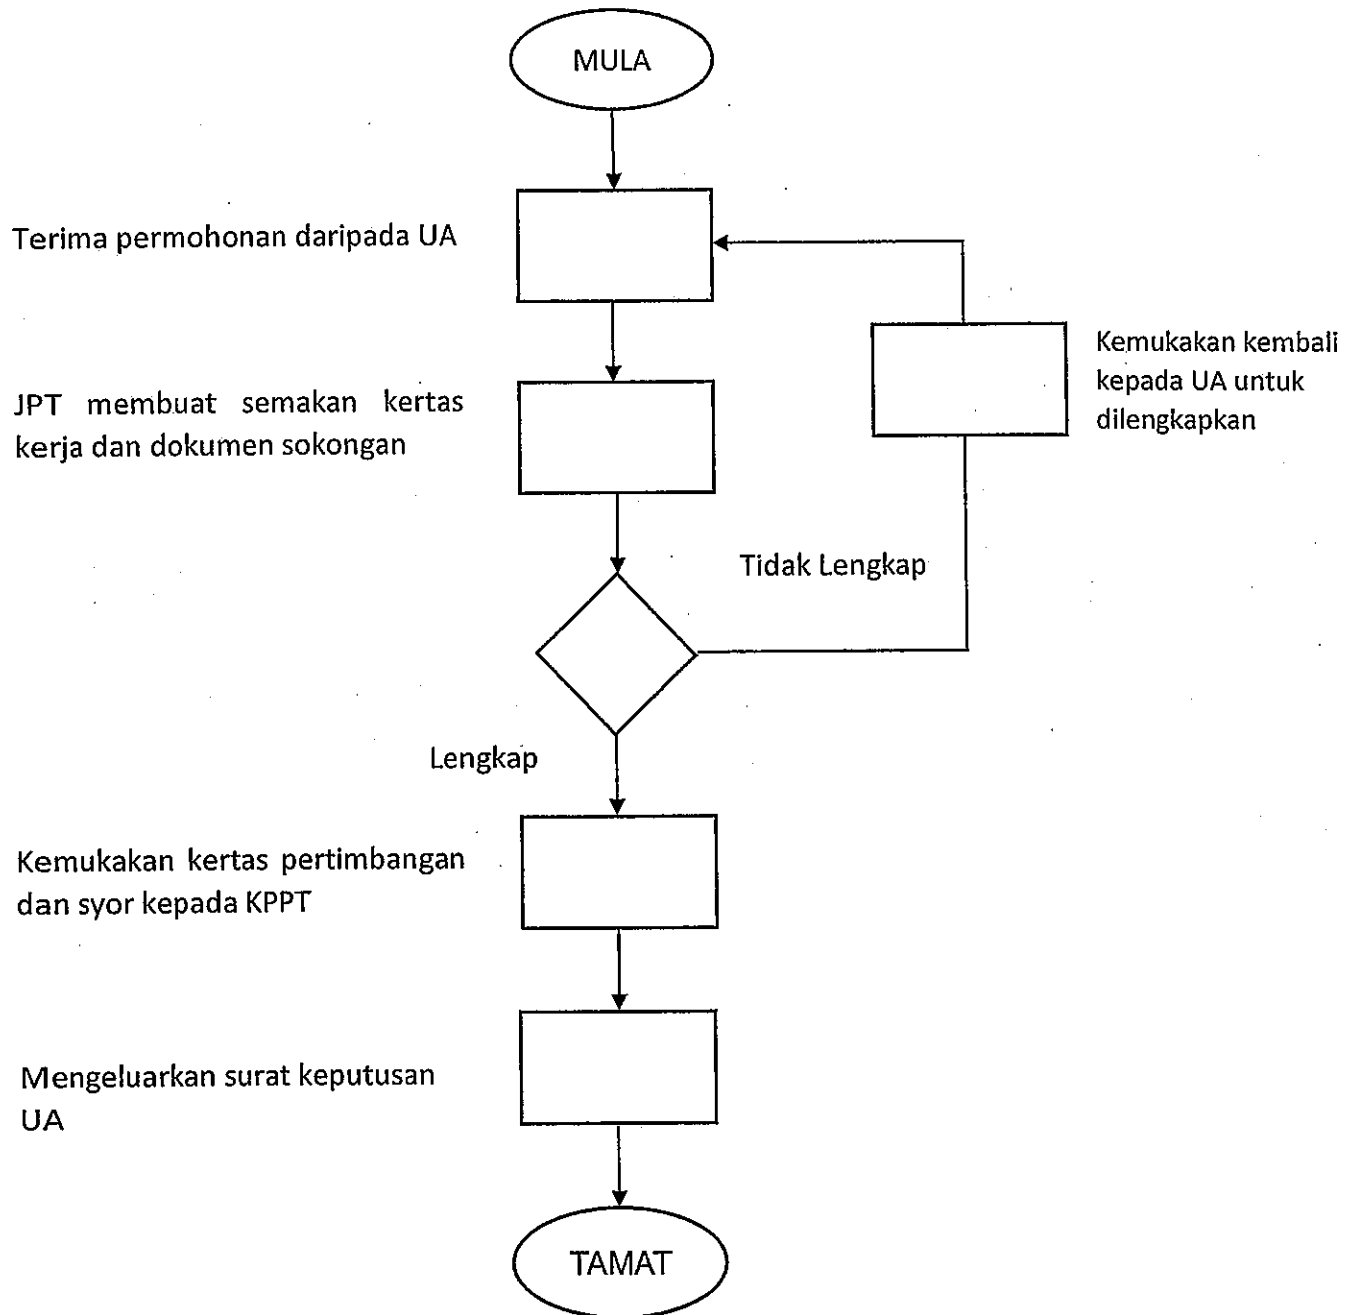 MULA
Terima permohonan daripada UA
Kemukakan kembali
kepada UA untuk
dilengkapkan
JPT membuat semakan kertas
kerja dan dokumen sokongan
Tidak Lengkap
Lengkap
Kemukakan kertas pertimbangan
dan syor kepada KPPT
Mengeluarkan surat keputusan
UA
TAMAT